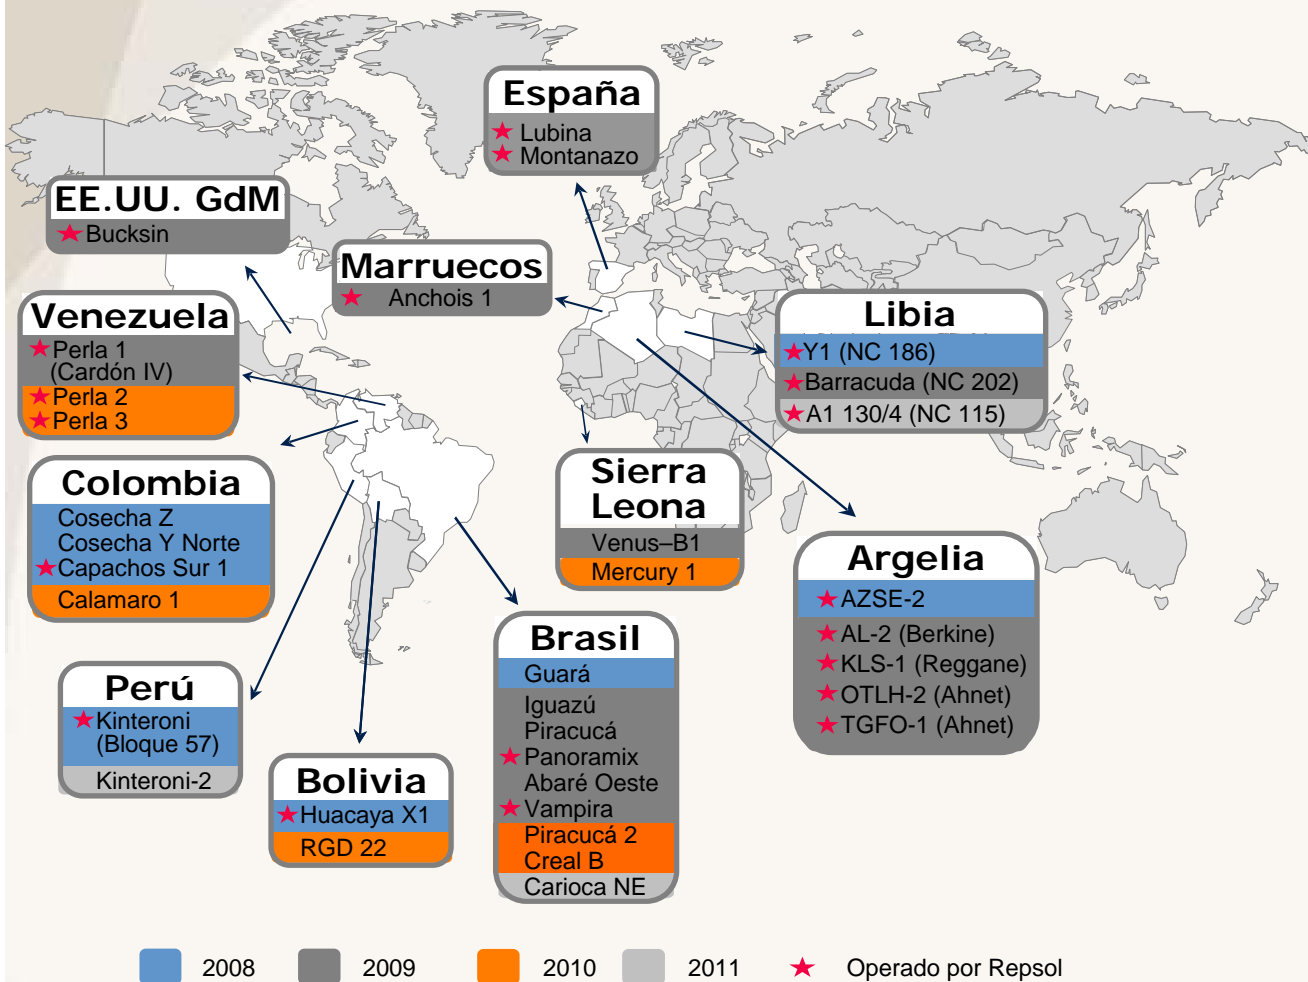 España
Lubina
Montanazo
EE.UU. GdM
Bucksin
Marruecos
Anchois 1
Venezuela
Perla 1
(Cardón IV)
Perla 2
Perla 3
Libia
Y1 (NC 186)
Barracuda (NC 202)
A1 130/4 (NC 115)
Colombia
Cosecha Z
Cosecha Y Norte
Capachos Sur 1
Calamaro 1
Sierra
Leona
Venus–B1
Mercury 1
Argelia
AZSE-2
AL-2 (Berkine)
KLS-1 (Reggane)
OTLH-2 (Ahnet)
TGFO-1 (Ahnet)
Perú
Kinteroni
(Bloque 57)
Kinteroni-2
Bolivia
Huacaya X1
RGD 22
Brasil
Guará
Iguazú
Piracucá
Panoramix
Abaré Oeste
Vampira
Piracucá 2
Creal B
Carioca NE
2008 2009 2010 2011 Operado por Repsol